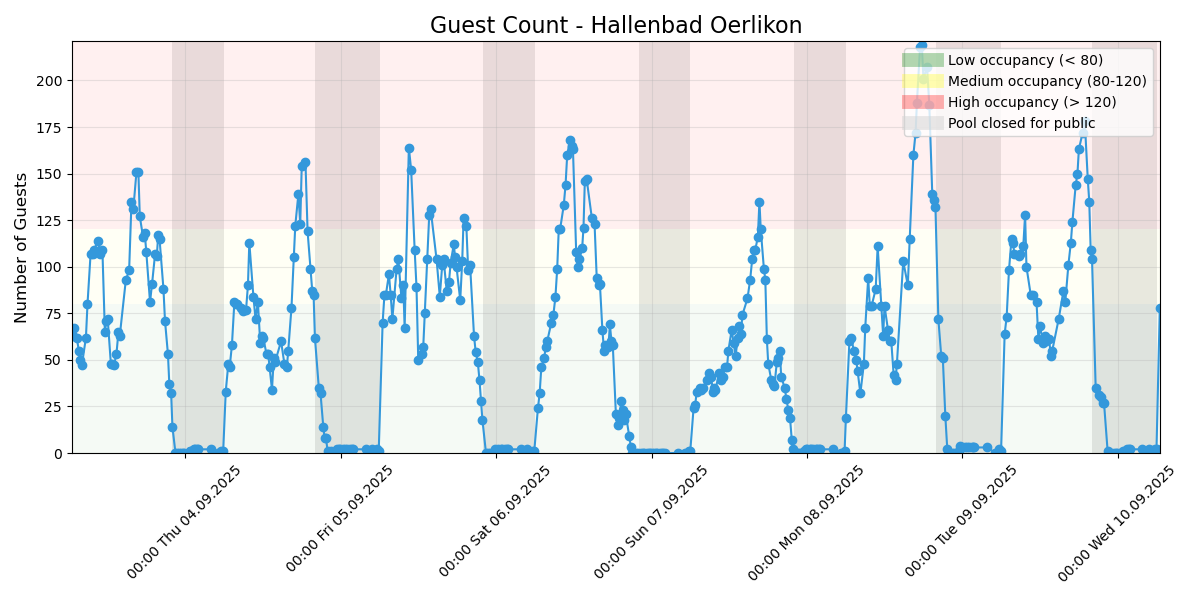 Guest Count - Hallenbad Oerlikon
Number of Guests
200
175
150
125
100
75
50
25
0
Low occupancy (< 80)
Medium occupancy (80-120)
High occupancy (> 120)
Pool closed for public
00:00 Thu 04.09.2025
00:00 Fri 05.09.2025
00:00 Sat 06.09.2025
00:00 Sun 07.09.2025
00:00 Mon 08.09.2025
00:00 Tue 09.09.2025
00:00 Wed 10.09.2025